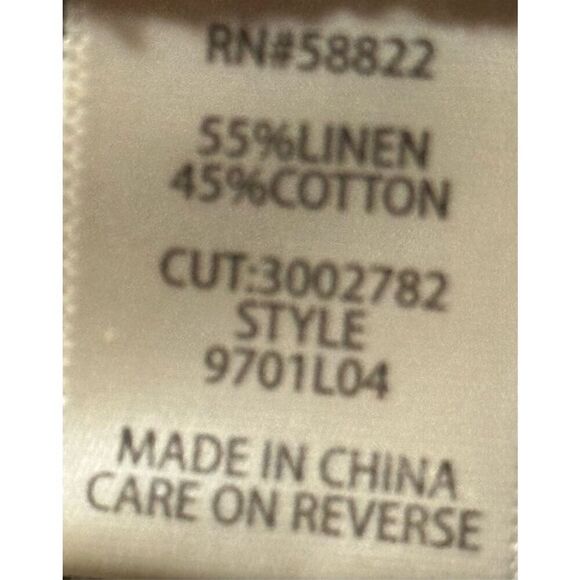 RN#58822
55%LINEN
45%COTTON
CUT:3002782
STYLE
9701L04
MADE IN CHINA
CARE ON REVERSE